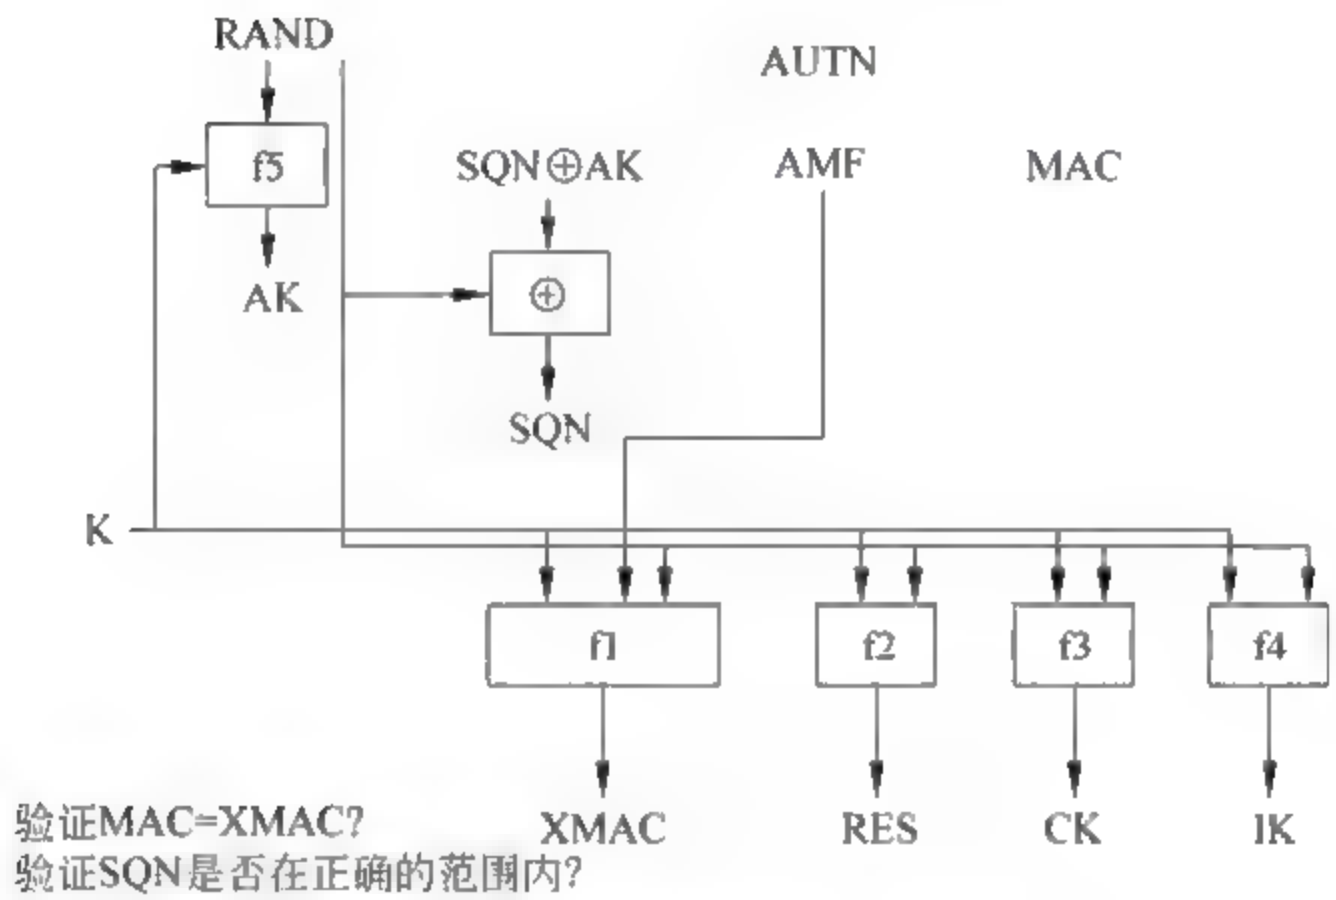 RAND
AUTN
f5
SQN⊕AK
AMF
MAC
AK
⊕
SQN
K
f1
f2
f3
f4
XMAC
RES
CK
IK
验证MAC=XMAC?
验证SQN是否在正确的范围内?